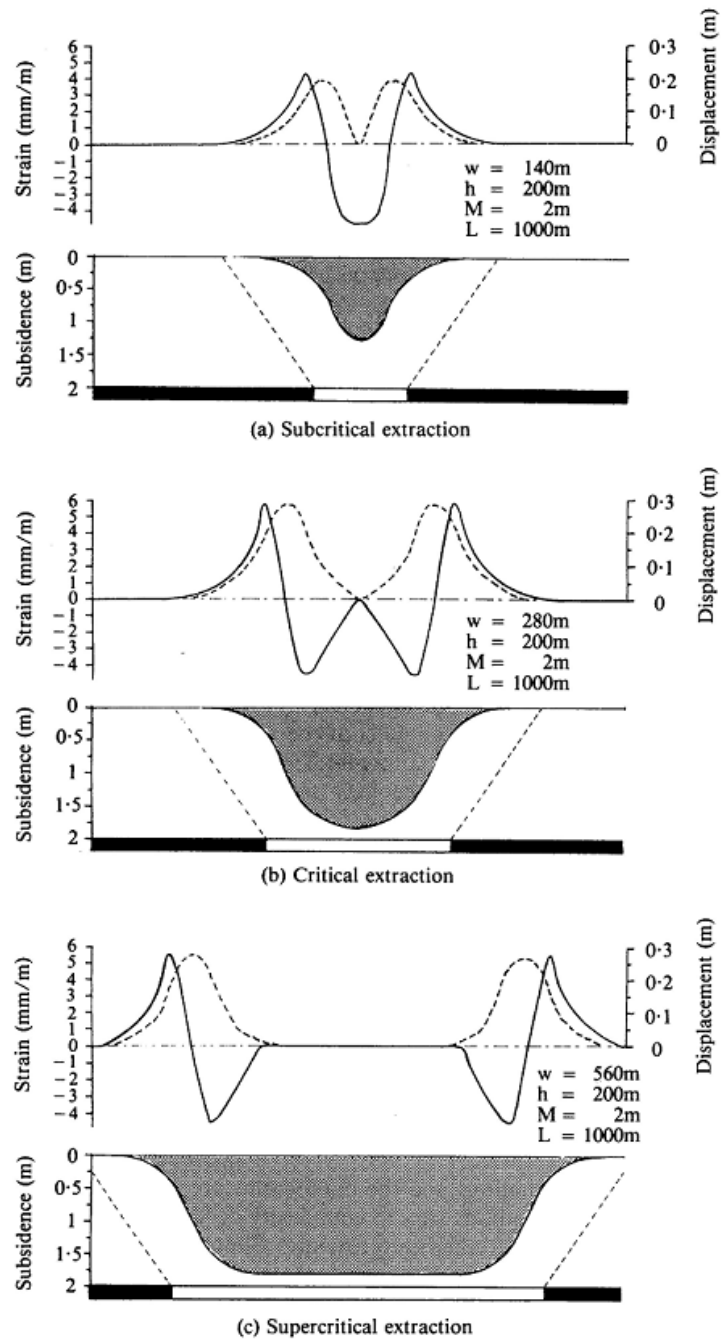 Strain (mm/m)
6
5
4
3
2
1
0
−1
−2
−3
−4
Displacement (m)
0·3
0·2
0·1
0
w = 140m
h = 200m
M = 2m
L = 1000m
Subsidence (m)
0
0·5
1
1·5
2
(a) Subcritical extraction
Strain (mm/m)
6
5
4
3
2
1
0
−1
−2
−3
−4
Displacement (m)
0·3
0·2
0·1
0
w = 280m
h = 200m
M = 2m
L = 1000m
Subsidence (m)
0
0·5
1
1·5
2
(b) Critical extraction
Strain (mm/m)
6
5
4
3
2
1
0
−1
−2
−3
−4
Displacement (m)
0·3
0·2
0·1
0
w = 560m
h = 200m
M = 2m
L = 1000m
Subsidence (m)
0
0·5
1
1·5
2
(c) Supercritical extraction